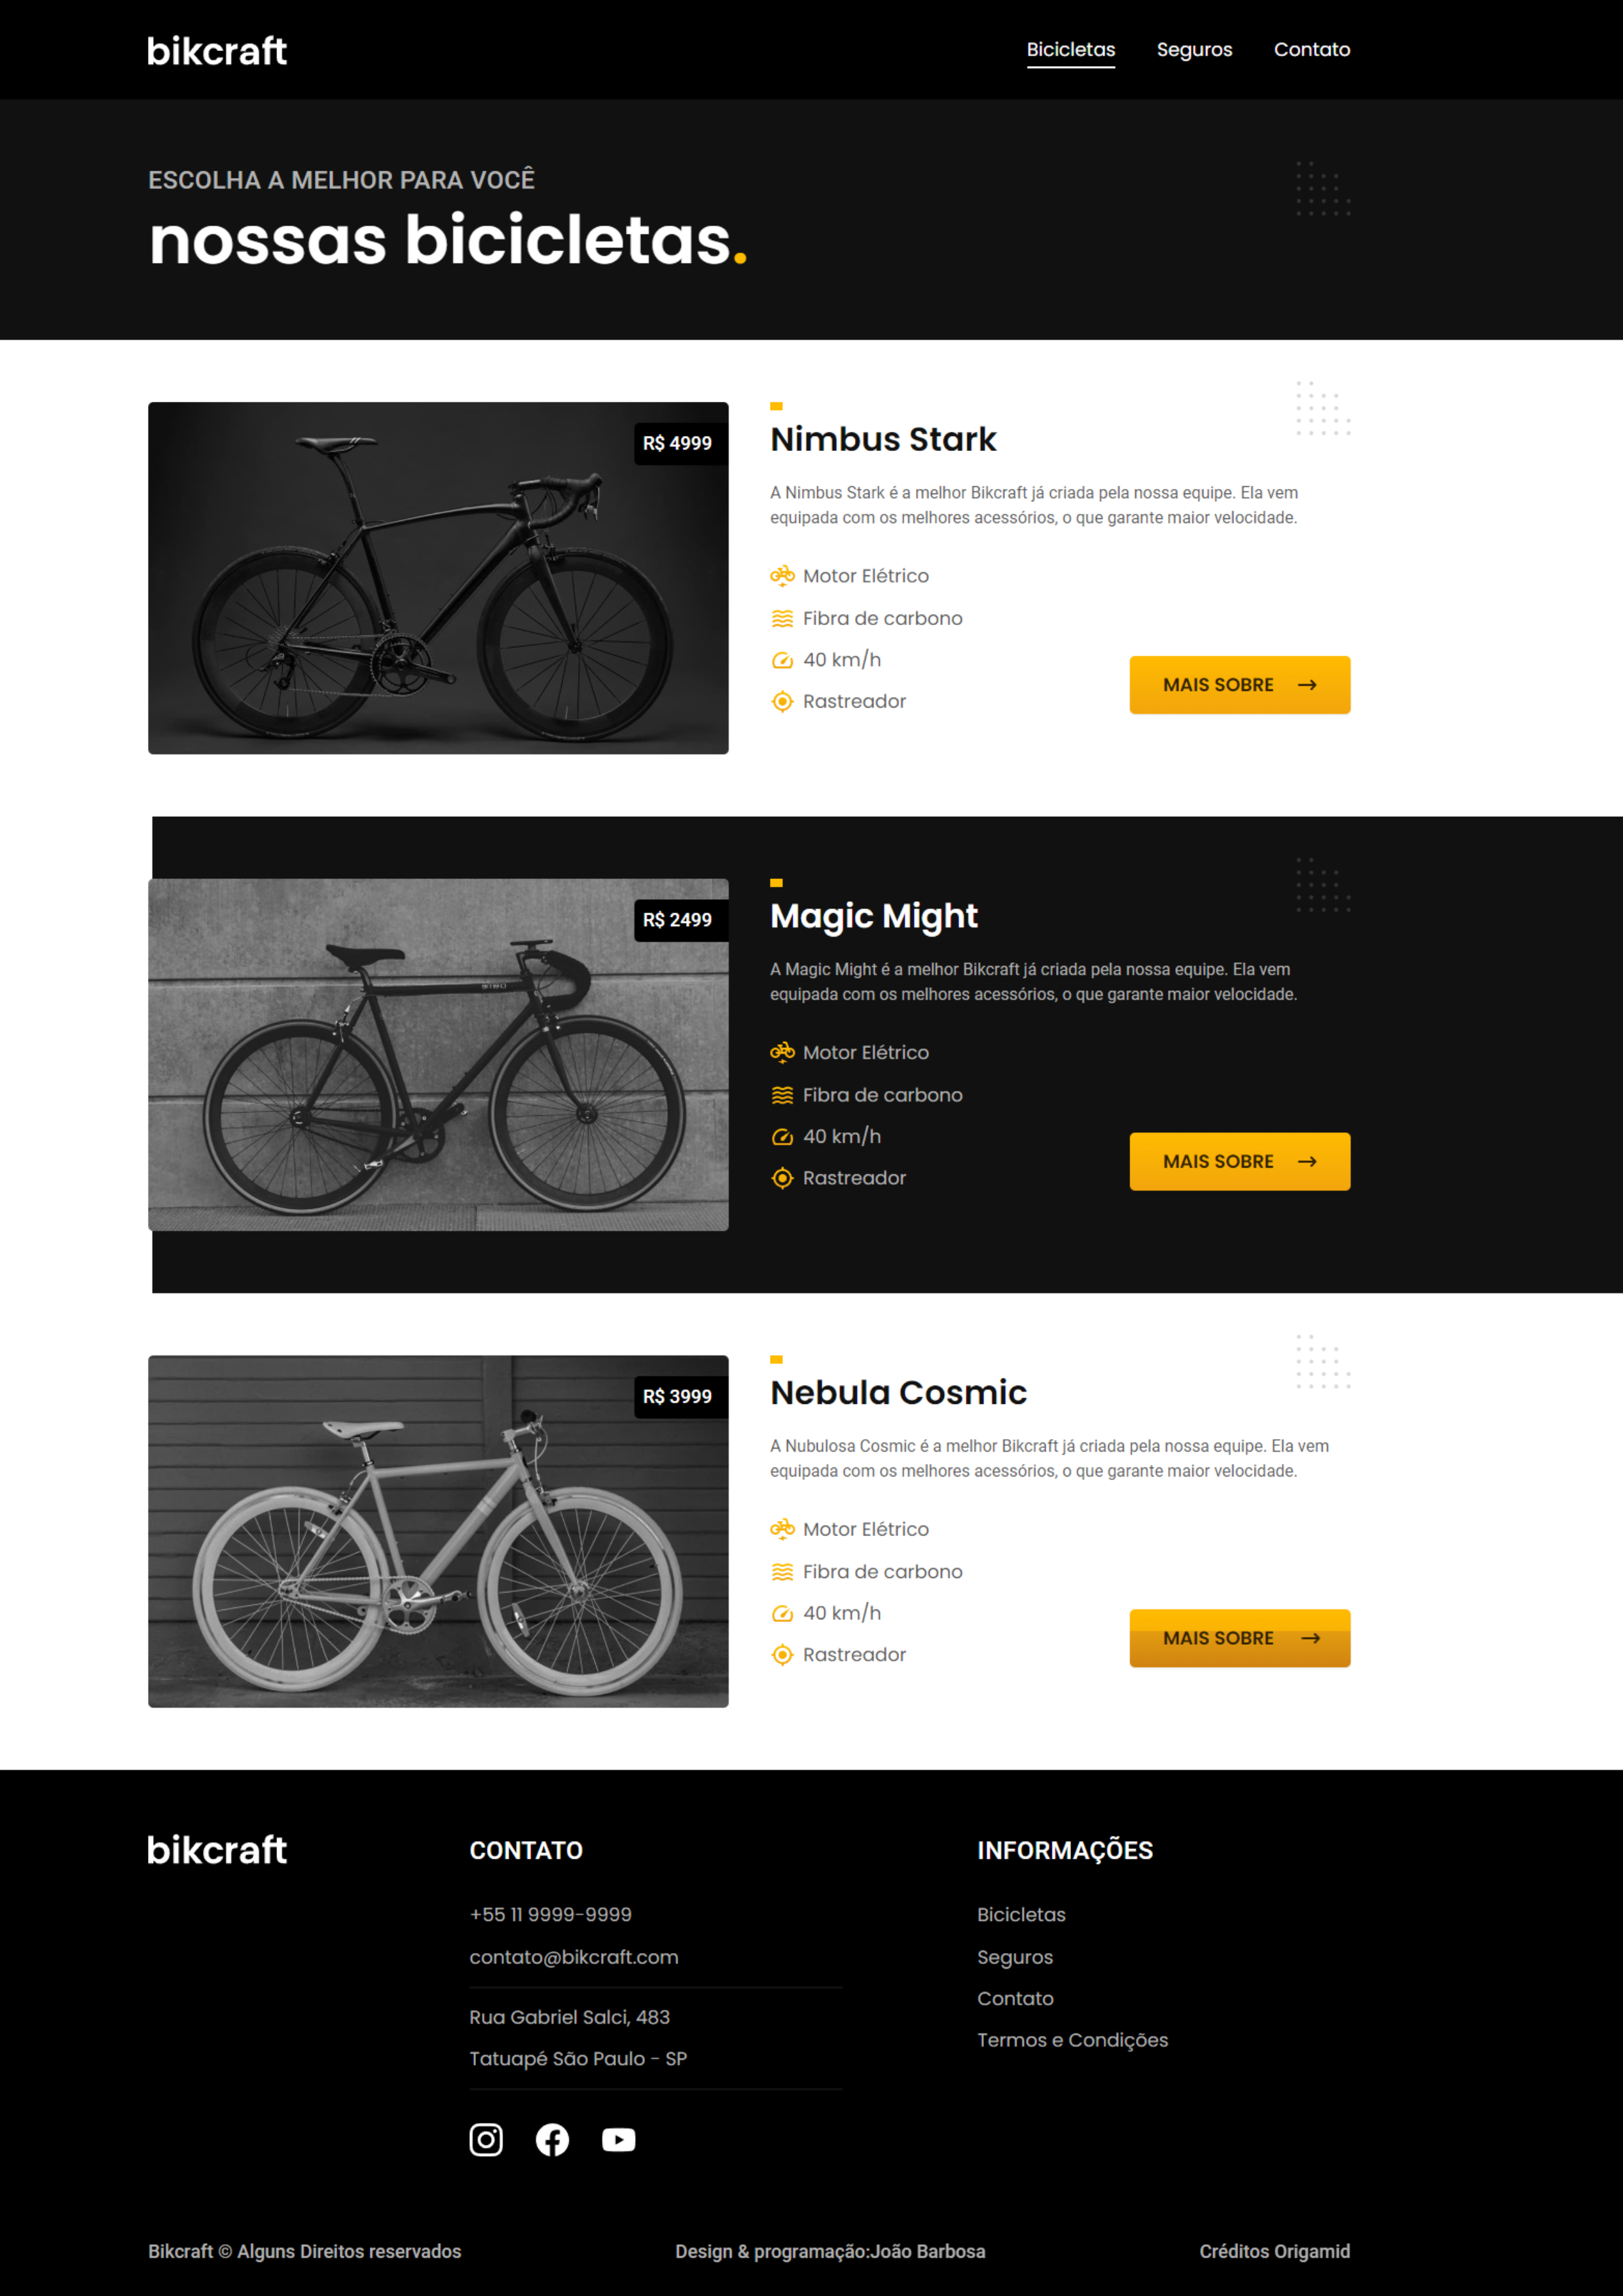 bikcraft
Bicicletas Seguros Contato
ESCOLHA A MELHOR PARA VOCÊ
nossas bicicletas.
R$ 4999
Nimbus Stark
A Nimbus Stark é a melhor Bikcraft já criada pela nossa equipe. Ela vem
equipada com os melhores acessórios, o que garante maior velocidade.
Motor Elétrico
Fibra de carbono
40 km/h
Rastreador
MAIS SOBRE →
R$ 2499
Magic Might
A Magic Might é a melhor Bikcraft já criada pela nossa equipe. Ela vem
equipada com os melhores acessórios, o que garante maior velocidade.
Motor Elétrico
Fibra de carbono
40 km/h
Rastreador
MAIS SOBRE →
R$ 3999
Nebula Cosmic
A Nubulosa Cosmic é a melhor Bikcraft já criada pela nossa equipe. Ela vem
equipada com os melhores acessórios, o que garante maior velocidade.
Motor Elétrico
Fibra de carbono
40 km/h
Rastreador
MAIS SOBRE →
bikcraft
CONTATO
+55 11 9999-9999
contato@bikcraft.com
Rua Gabriel Salci, 483
Tatuapé São Paulo - SP
INFORMAÇÕES
Bicicletas
Seguros
Contato
Termos e Condições
Bikcraft © Alguns Direitos reservados
Design & programação:João Barbosa
Créditos Origamid